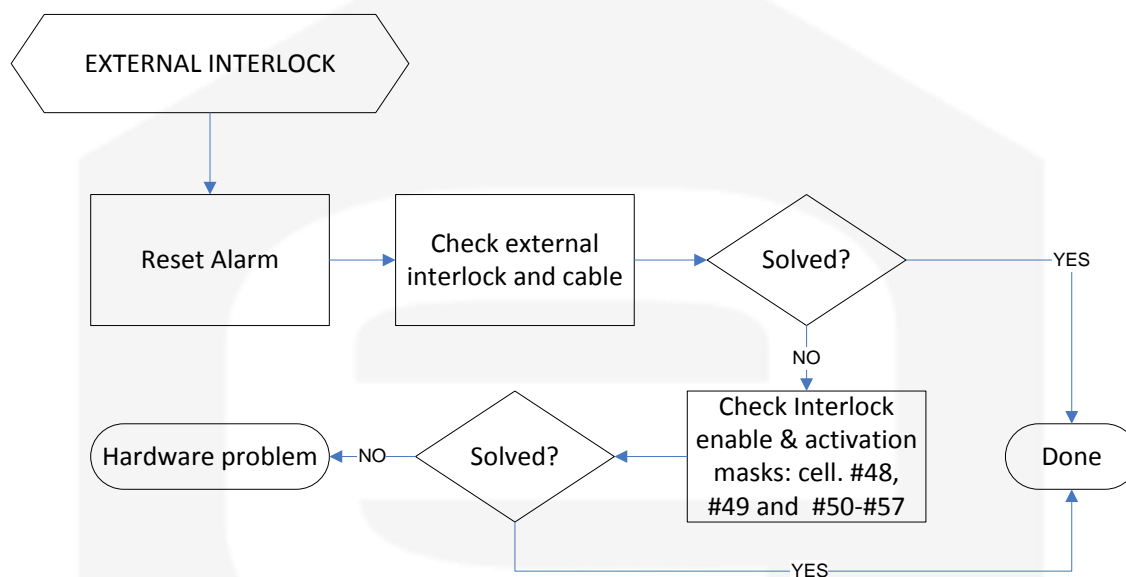 EXTERNAL INTERLOCK
Reset Alarm
Check external
interlock and cable
Solved?
YES
NO
Check Interlock
enable & activation
masks: cell. #48,
#49 and #50-#57
Solved?
NO
Hardware problem
Done
YES